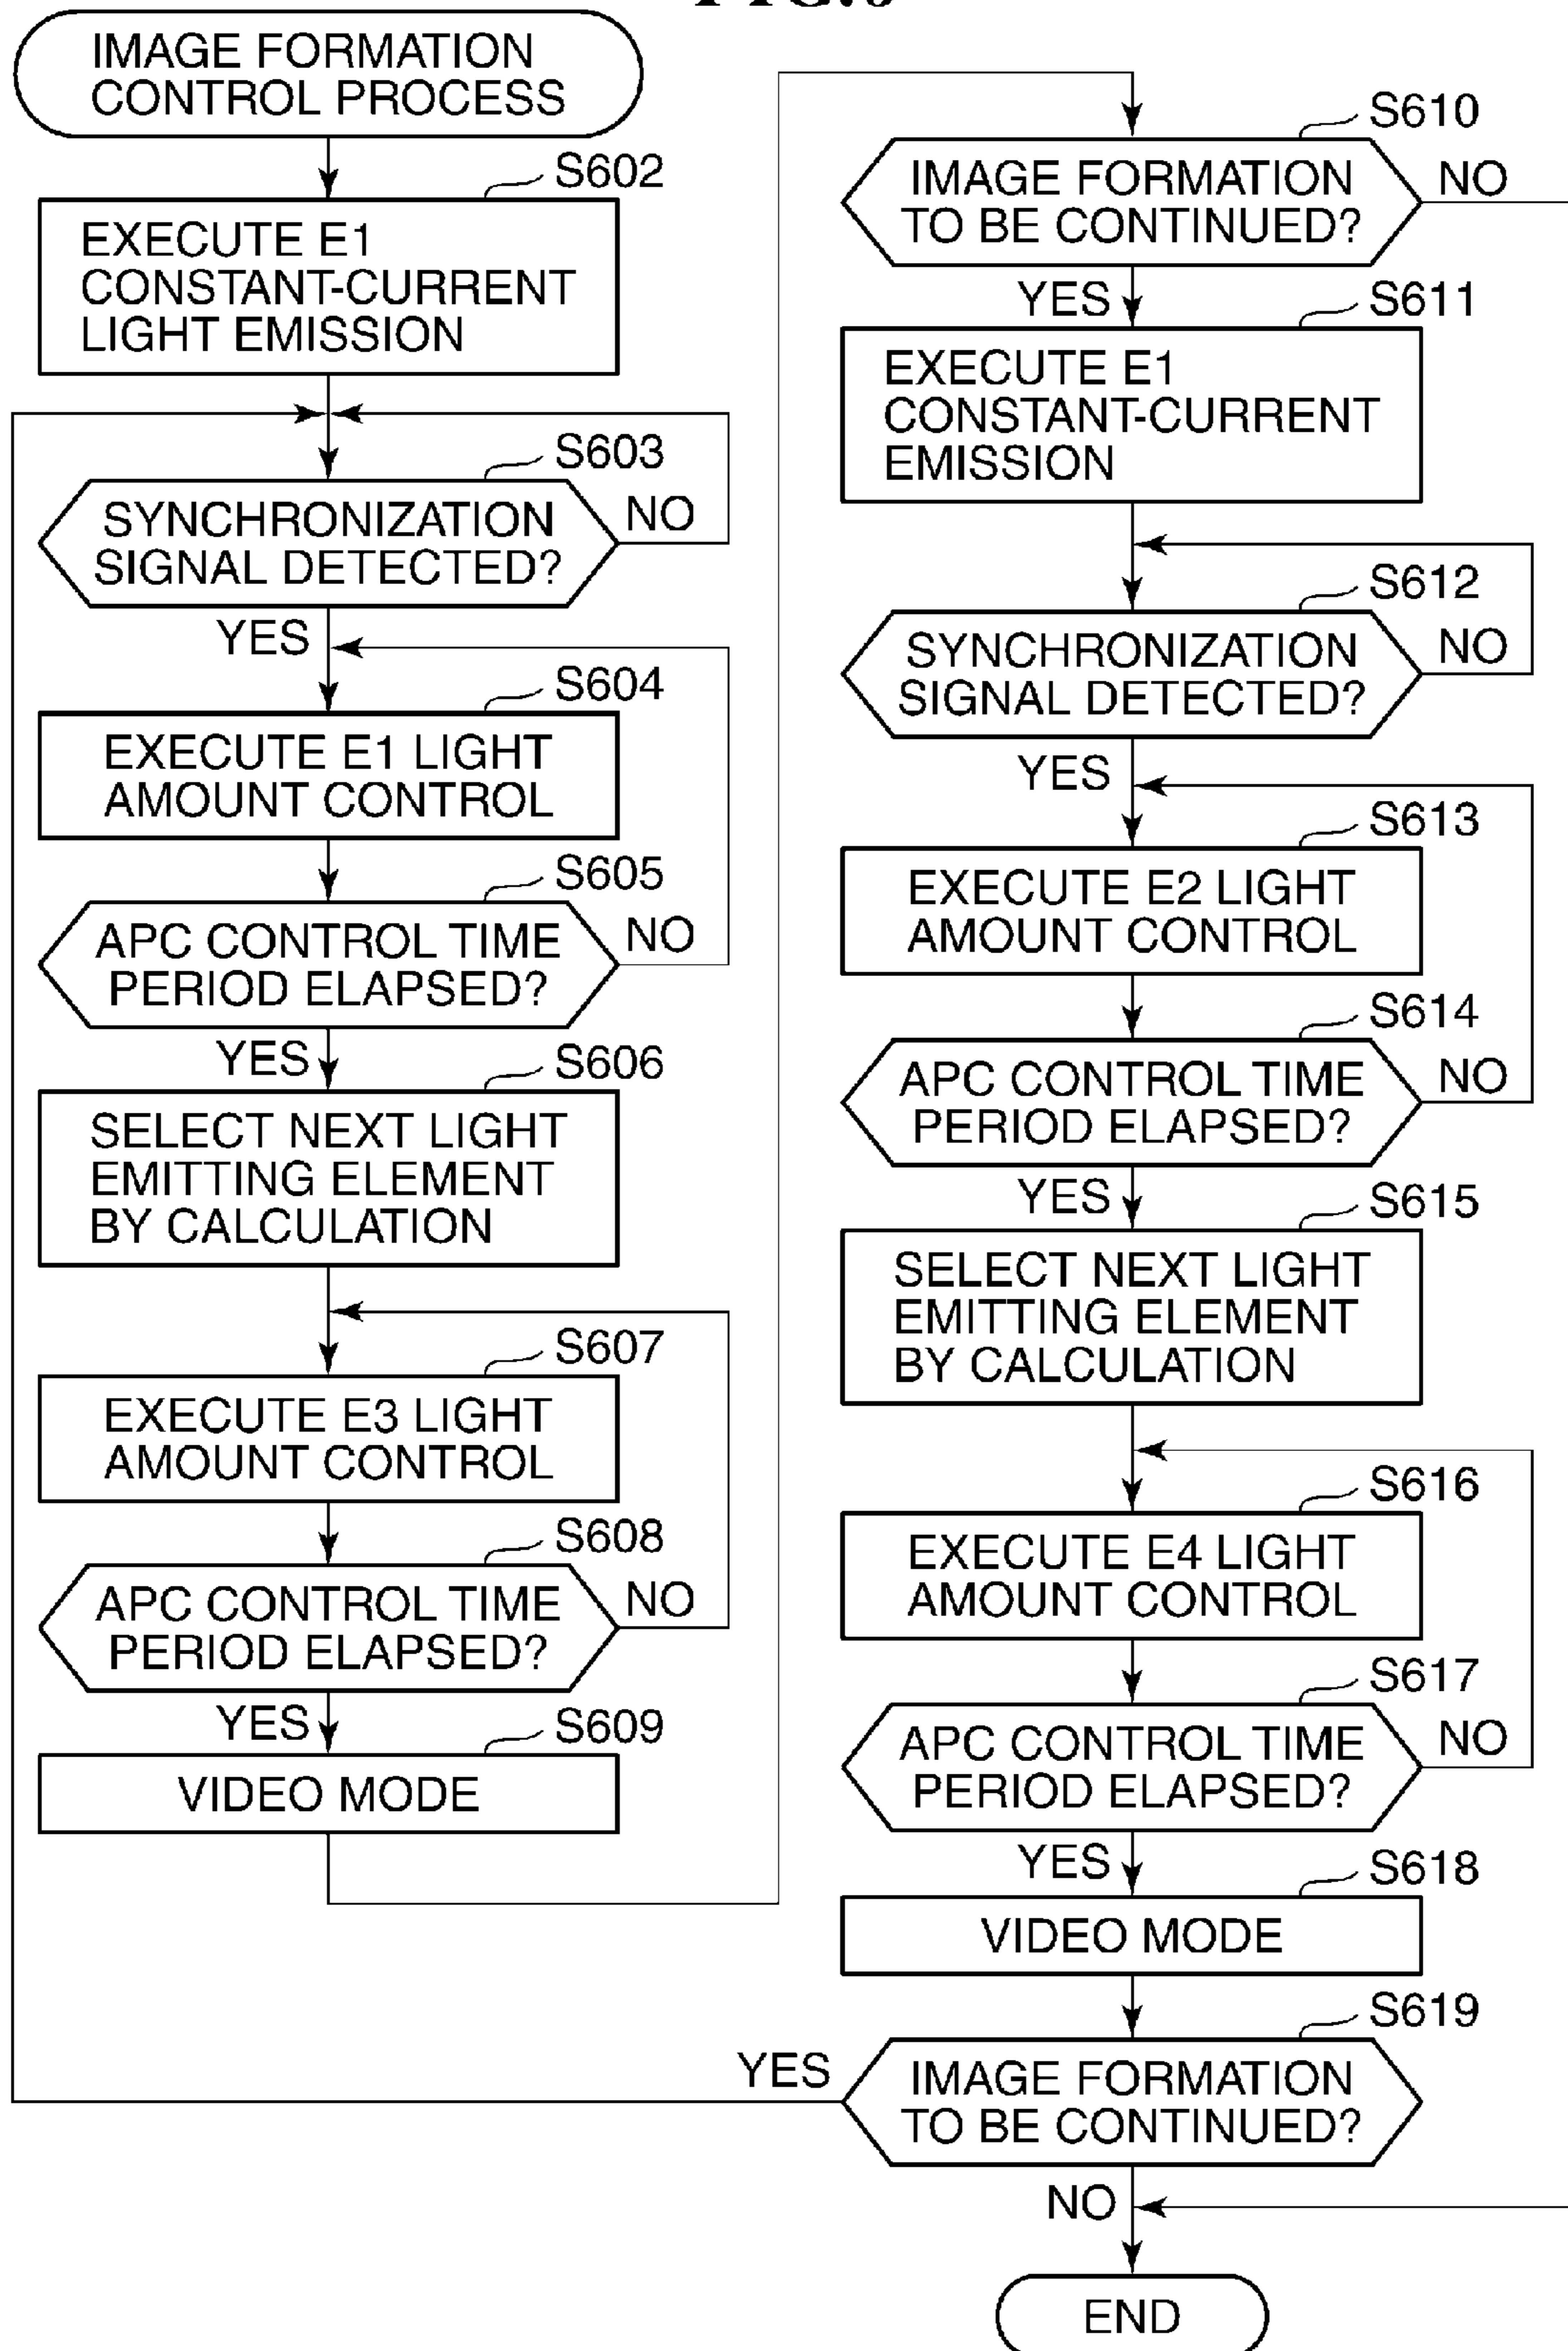 IMAGE FORMATION
CONTROL PROCESS
S602
EXECUTE E1
CONSTANT-CURRENT
LIGHT EMISSION
S603
SYNCHRONIZATION
SIGNAL DETECTED?
NO
YES
S604
EXECUTE E1 LIGHT
AMOUNT CONTROL
S605
APC CONTROL TIME
PERIOD ELAPSED?
NO
YES
S606
SELECT NEXT LIGHT
EMITTING ELEMENT
BY CALCULATION
S607
EXECUTE E3 LIGHT
AMOUNT CONTROL
S608
APC CONTROL TIME
PERIOD ELAPSED?
NO
YES
S609
VIDEO MODE
S610
IMAGE FORMATION
TO BE CONTINUED?
NO
YES
S611
EXECUTE E1
CONSTANT-CURRENT
EMISSION
S612
SYNCHRONIZATION
SIGNAL DETECTED?
NO
YES
S613
EXECUTE E2 LIGHT
AMOUNT CONTROL
S614
APC CONTROL TIME
PERIOD ELAPSED?
NO
YES
S615
SELECT NEXT LIGHT
EMITTING ELEMENT
BY CALCULATION
S616
EXECUTE E4 LIGHT
AMOUNT CONTROL
S617
APC CONTROL TIME
PERIOD ELAPSED?
NO
YES
S618
VIDEO MODE
S619
IMAGE FORMATION
TO BE CONTINUED?
YES
NO
END